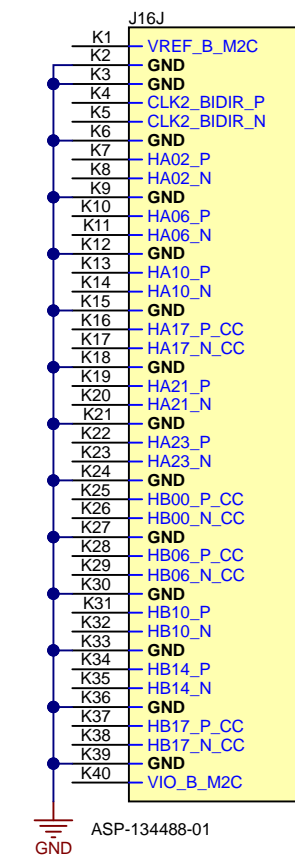 J16J
K1 VREF_B_M2C
K2 GND
K3 GND
K4 CLK2_BIDIR_P
K5 CLK2_BIDIR_N
K6 GND
K7 HA02_P
K8 HA02_N
K9 GND
K10 HA06_P
K11 HA06_N
K12 GND
K13 HA10_P
K14 HA10_N
K15 GND
K16 HA17_P_CC
K17 HA17_N_CC
K18 GND
K19 HA21_P
K20 HA21_N
K21 GND
K22 HA23_P
K23 HA23_N
K24 GND
K25 HB00_P_CC
K26 HB00_N_CC
K27 GND
K28 HB06_P_CC
K29 HB06_N_CC
K30 GND
K31 HB10_P
K32 HB10_N
K33 GND
K34 HB14_P
K35 HB14_N
K36 GND
K37 HB17_P_CC
K38 HB17_N_CC
K39 GND
K40 VIO_B_M2C
ASP-134488-01
GND